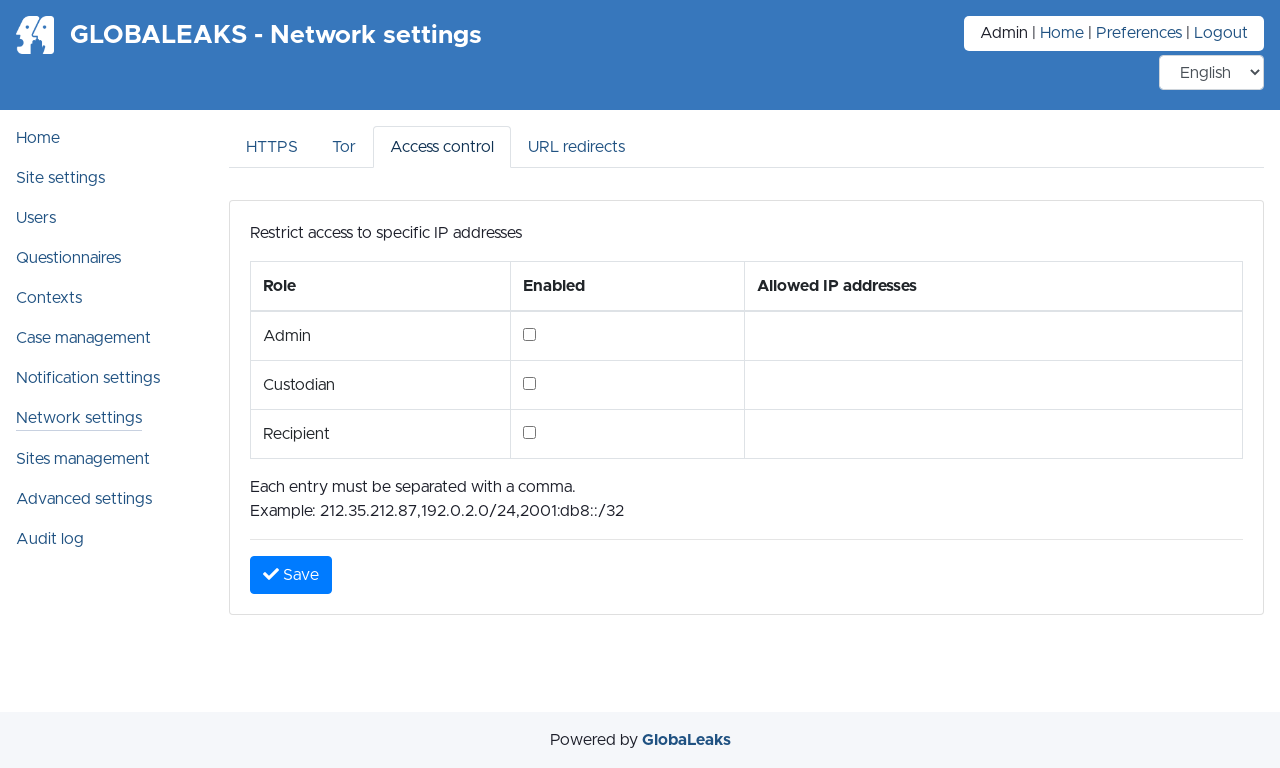 GLOBALEAKS - Network settings
Admin | Home | Preferences | Logout
English
Home
Site settings
Users
Questionnaires
Contexts
Case management
Notification settings
Network settings
Sites management
Advanced settings
Audit log
HTTPS Tor Access control URL redirects
Restrict access to specific IP addresses
Role Enabled Allowed IP addresses
Admin
Custodian
Recipient
Each entry must be separated with a comma.
Example: 212.35.212.87,192.0.2.0/24,2001:db8::/32
Save
Powered by GlobaLeaks